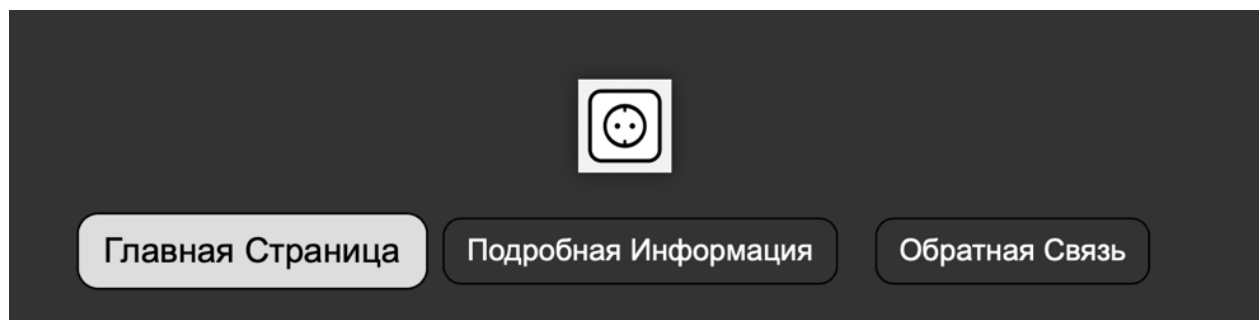 Главная Страница
Подробная Информация
Обратная Связь